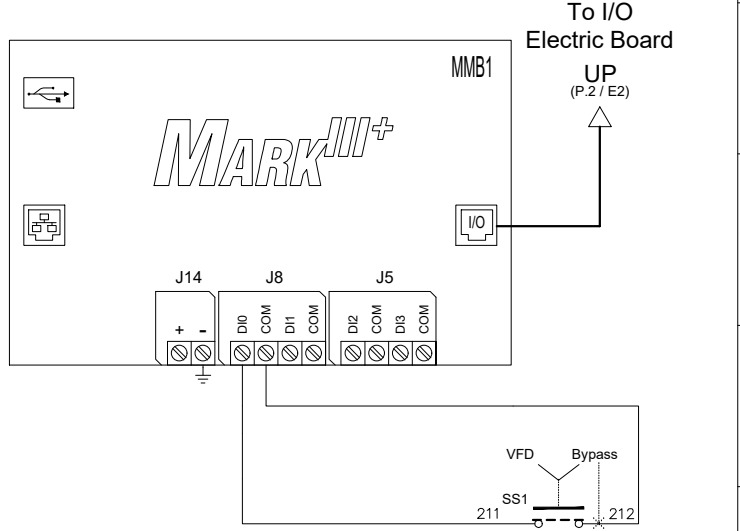 To I/O
Electric Board
UP
(P.2 / E2)
MMB1
MARK III+
I/O
J14 J8 J5
+ - DI0 COM DI1 COM DI2 COM DI3 COM
VFD Bypass
SS1
211 212